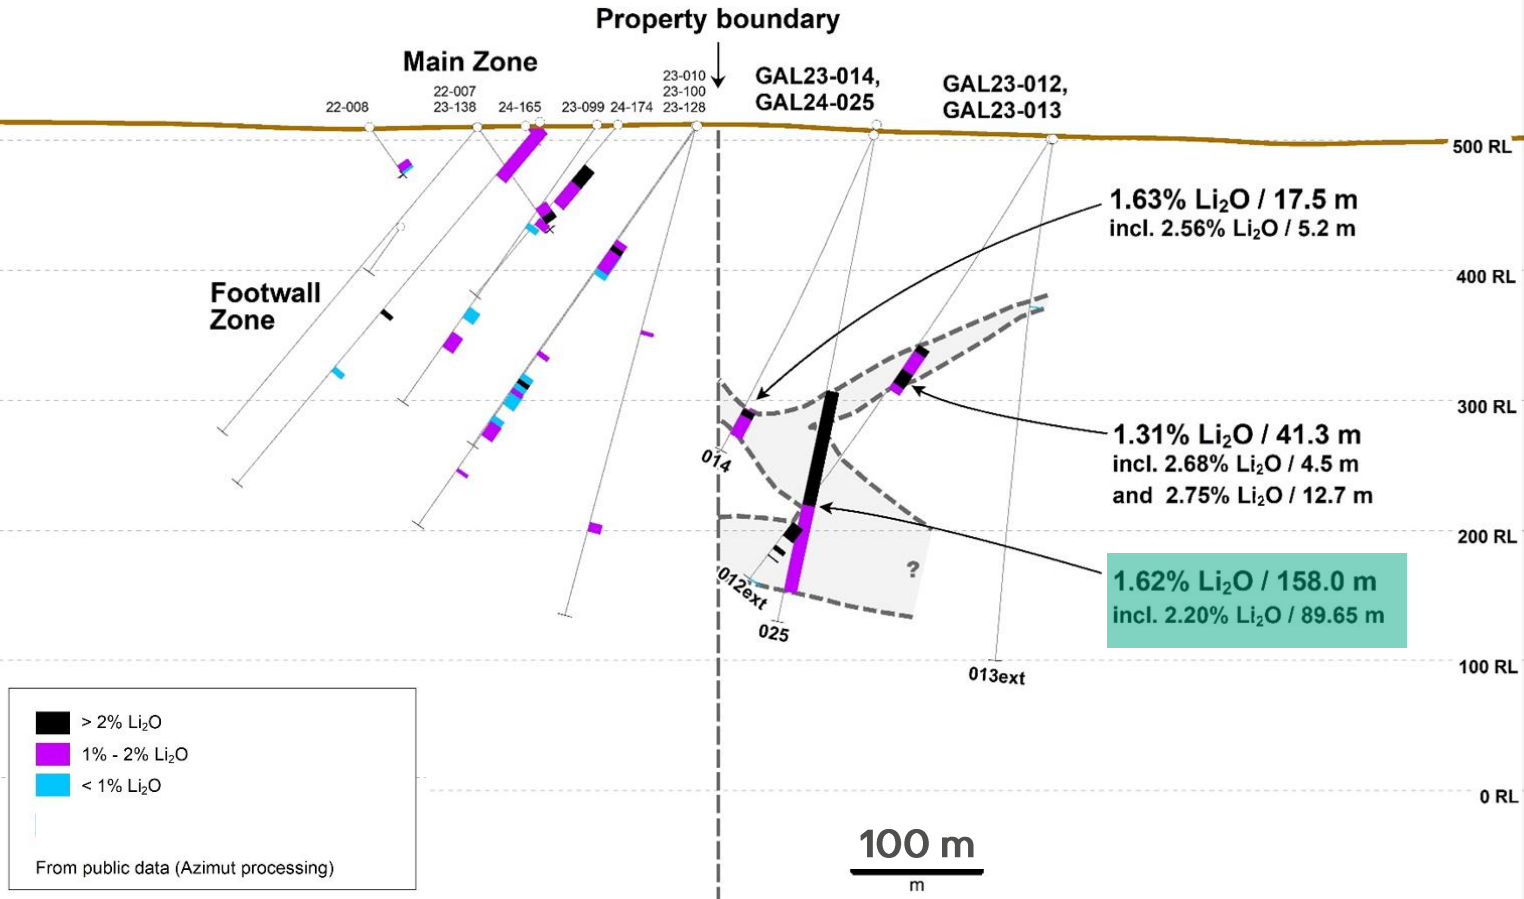 Property boundary
Main Zone
22-008
22-007
23-138
24-165
23-099
24-174
23-010
23-100
23-128
GAL23-014,
GAL24-025
GAL23-012,
GAL23-013
500 RL
1.63% Li₂O / 17.5 m
incl. 2.56% Li₂O / 5.2 m
400 RL
Footwall
Zone
300 RL
1.31% Li₂O / 41.3 m
incl. 2.68% Li₂O / 4.5 m
and 2.75% Li₂O / 12.7 m
014
200 RL
?
012ext
1.62% Li₂O / 158.0 m
incl. 2.20% Li₂O / 89.65 m
025
100 RL
013ext
> 2% Li₂O
1% - 2% Li₂O
< 1% Li₂O
From public data (Azimut processing)
0 RL
100 m
m